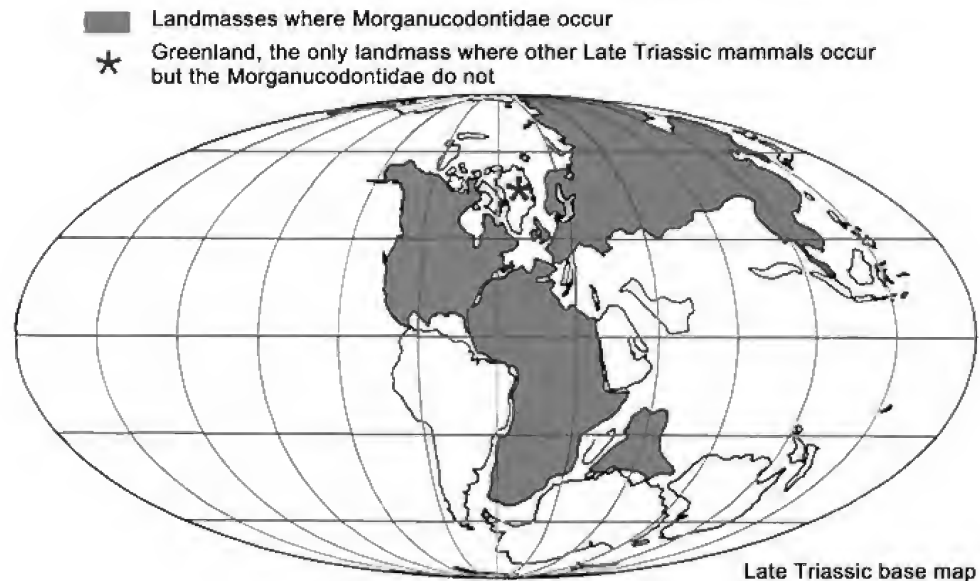 Landmasses where Morganucodontidae occur
Greenland, the only landmass where other Late Triassic mammals occur
but the Morganucodontidae do not
Late Triassic base map